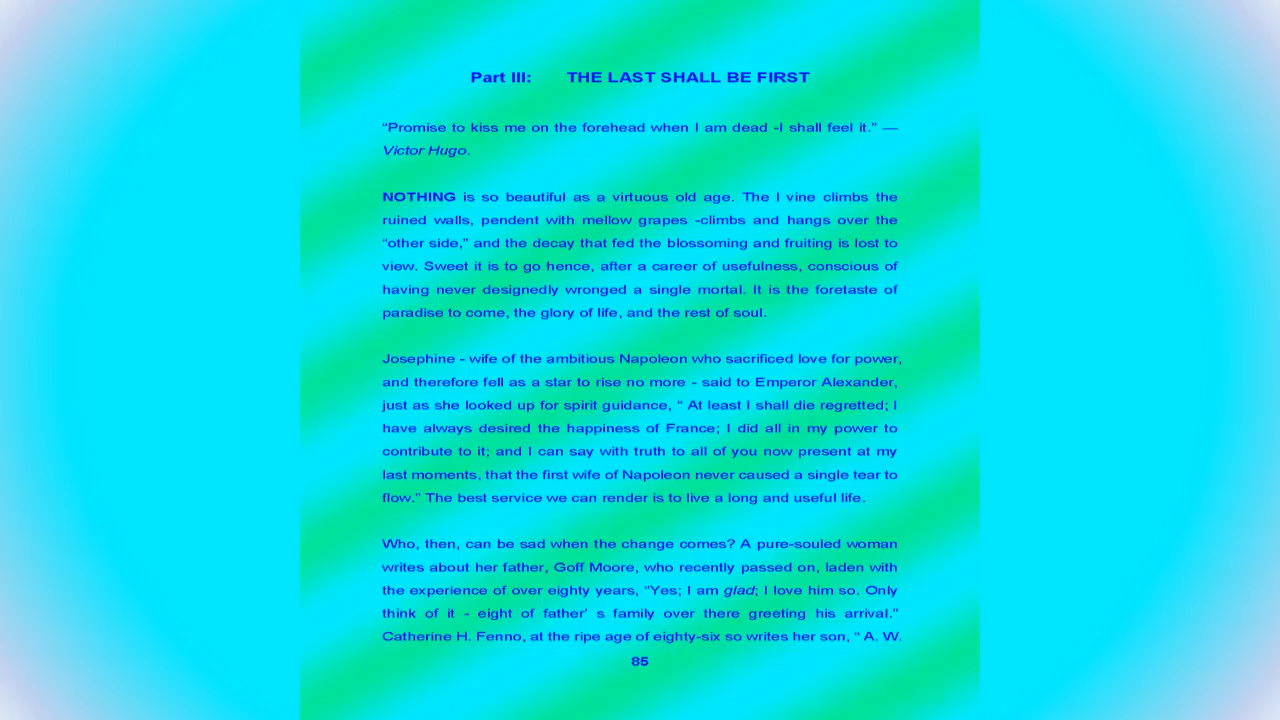 Part III: THE LAST SHALL BE FIRST
“Promise to kiss me on the forehead when I am dead -I shall feel it.” —
Victor Hugo.
NOTHING is so beautiful as a virtuous old age. The l vine climbs the
ruined walls, pendent with mellow grapes -climbs and hangs over the
“other side,” and the decay that fed the blossoming and fruiting is lost to
view. Sweet it is to go hence, after a career of usefulness, conscious of
having never designedly wronged a single mortal. It is the foretaste of
paradise to come, the glory of life, and the rest of soul.
Josephine - wife of the ambitious Napoleon who sacrificed love for power,
and therefore fell as a star to rise no more - said to Emperor Alexander,
just as she looked up for spirit guidance, “ At least I shall die regretted; I
have always desired the happiness of France; I did all in my power to
contribute to it; and I can say with truth to all of you now present at my
last moments, that the first wife of Napoleon never caused a single tear to
flow.” The best service we can render is to live a long and useful life.
Who, then, can be sad when the change comes? A pure-souled woman
writes about her father, Goff Moore, who recently passed on, laden with
the experience of over eighty years, “Yes; I am glad; I love him so. Only
think of it - eight of father’ s family over there greeting his arrival.”
Catherine H. Fenno, at the ripe age of eighty-six so writes her son, “ A. W.
85